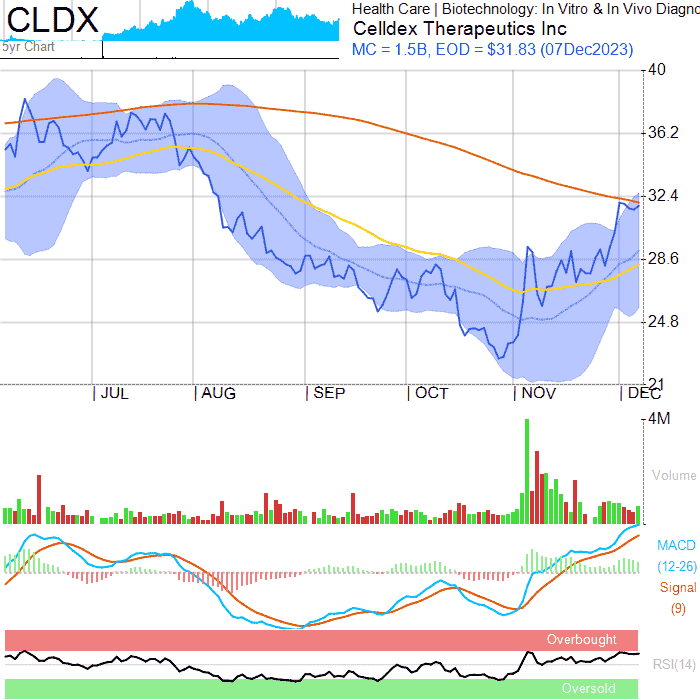 CLDX
Health Care | Biotechnology: In Vitro & In Vivo Diagno
Celldex Therapeutics Inc
MC = 1.5B, EOD = $31.83 (07Dec2023)
5yr Chart
40
36.2
32.4
28.6
24.8
21
JUL AUG SEP OCT NOV DEC
4M
Volume
MACD
(12-26)
Signal
(9)
Overbought
RSI(14)
Oversold